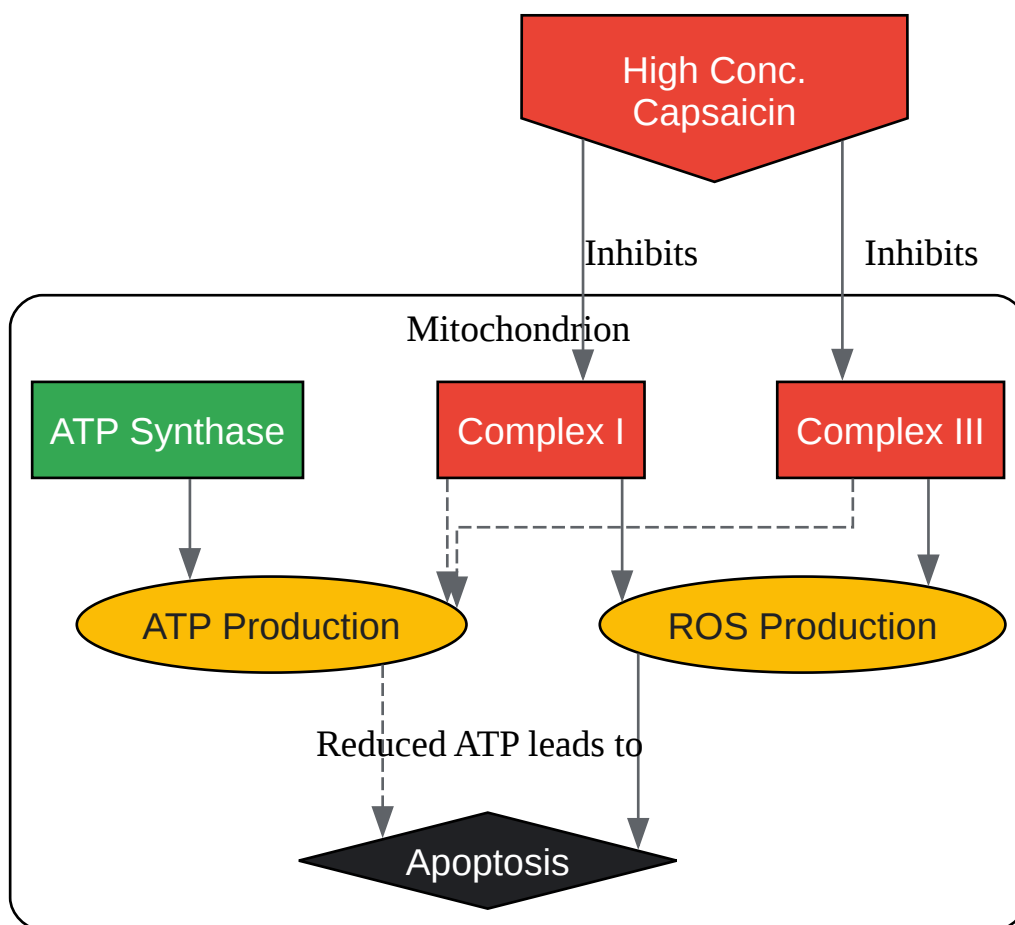 High Conc.
Capsaicin
Inhibits
Inhibits
Mitochondrion
ATP Synthase
Complex I
Complex III
ATP Production
ROS Production
Reduced ATP leads to
Apoptosis